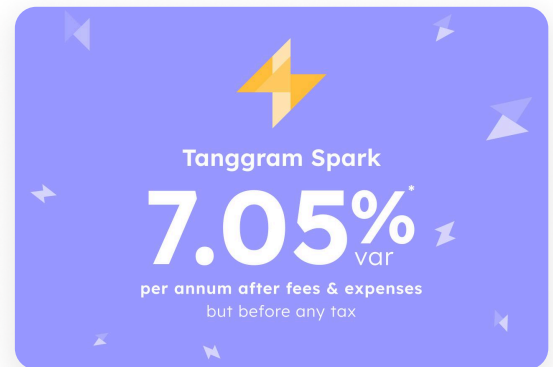 Tanggram Spark
7.05%*
var
per annum after fees & expenses
but before any tax